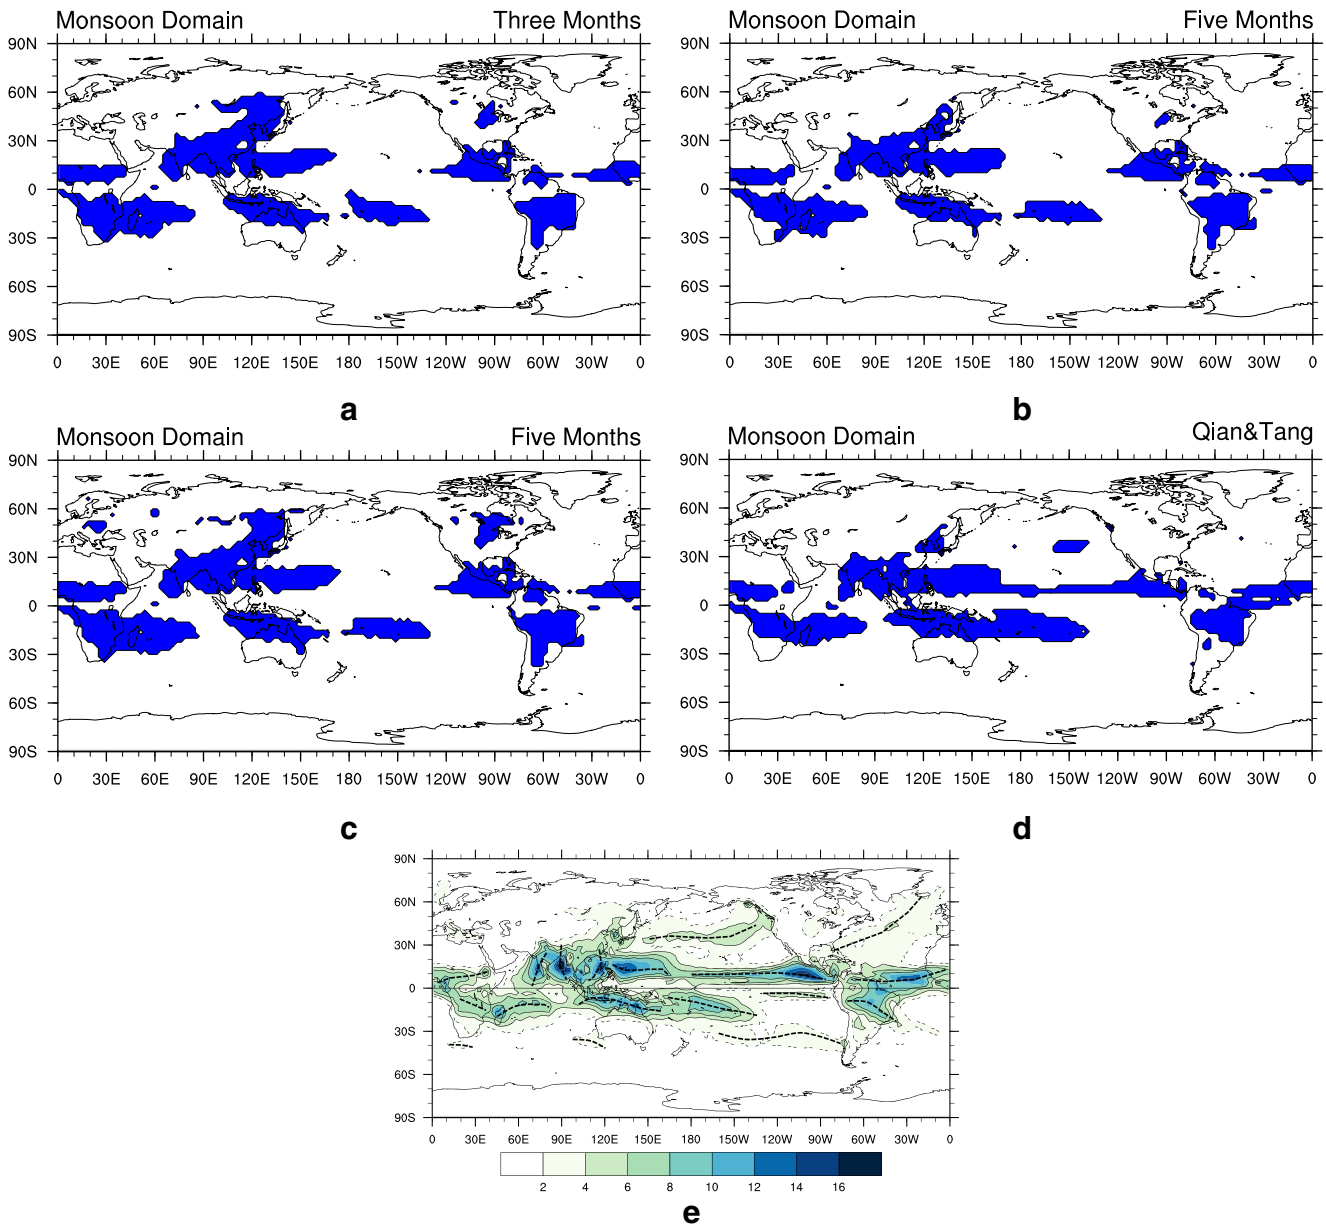 Monsoon Domain Three Months
90N
60N
30N
0
30S
60S
90S
0 30E 60E 90E 120E 150E 180 150W 120W 90W 60W 30W 0
a
Monsoon Domain Five Months
90N
60N
30N
0
30S
60S
90S
0 30E 60E 90E 120E 150E 180 150W 120W 90W 60W 30W 0
b
Monsoon Domain Five Months
90N
60N
30N
0
30S
60S
90S
0 30E 60E 90E 120E 150E 180 150W 120W 90W 60W 30W 0
c
Monsoon Domain Qian&Tang
90N
60N
30N
0
30S
60S
90S
0 30E 60E 90E 120E 150E 180 150W 120W 90W 60W 30W 0
d
90N
60N
30N
0
30S
60S
90S
0 30E 60E 90E 120E 150E 180 150W 120W 90W 60W 30W 0
2 4 6 8 10 12 14 16
e